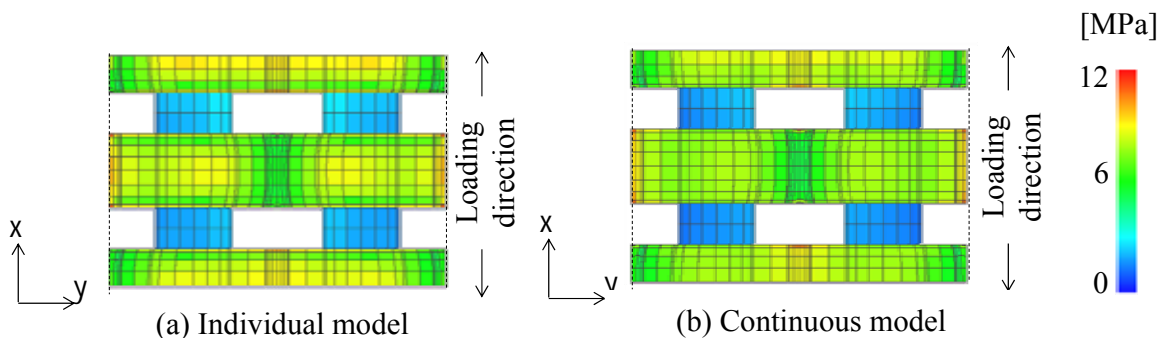 [MPa]
12
6
0
Loading
direction
Loading
direction
x
y
x
y
(a) Individual model
(b) Continuous model